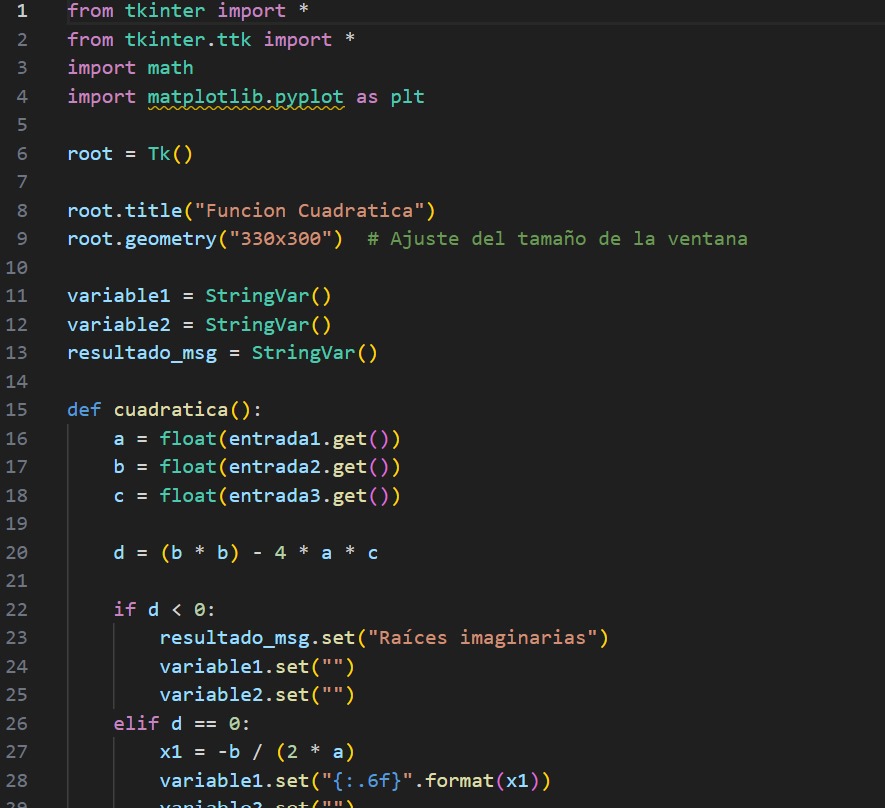 1 from tkinter import *
2 from tkinter.ttk import *
3 import math
4 import matplotlib.pyplot as plt
5
6 root = Tk()
7
8 root.title("Funcion Cuadratica")
9 root.geometry("330x300")  # Ajuste del tamaño de la ventana
10
11 variable1 = StringVar()
12 variable2 = StringVar()
13 resultado_msg = StringVar()
14
15 def cuadratica():
16     a = float(entrada1.get())
17     b = float(entrada2.get())
18     c = float(entrada3.get())
19
20     d = (b * b) - 4 * a * c
21
22     if d < 0:
23         resultado_msg.set("Raíces imaginarias")
24         variable1.set("")
25         variable2.set("")
26     elif d == 0:
27         x1 = -b / (2 * a)
28         variable1.set("{:.6f}".format(x1))
29         variable2.set("")